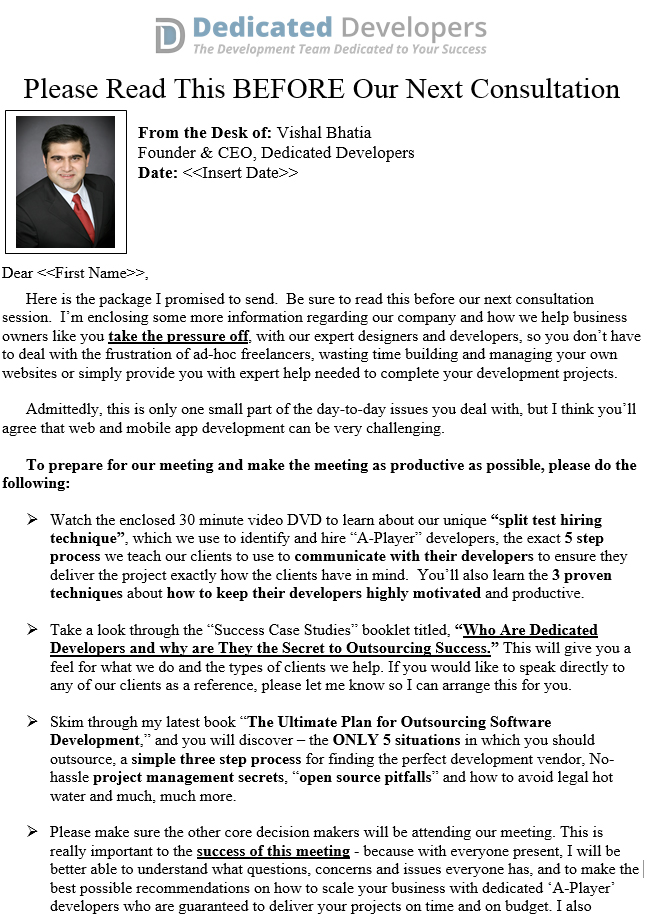 Dedicated Developers
The Development Team Dedicated to Your Success
Please Read This BEFORE Our Next Consultation
From the Desk of: Vishal Bhatia
Founder & CEO, Dedicated Developers
Date: <<Insert Date>>
Dear <<First Name>>,
Here is the package I promised to send.  Be sure to read this before our next consultation
session.  I’m enclosing some more information regarding our company and how we help business
owners like you take the pressure off, with our expert designers and developers, so you don’t have
to deal with the frustration of ad-hoc freelancers, wasting time building and managing your own
websites or simply provide you with expert help needed to complete your development projects.
Admittedly, this is only one small part of the day-to-day issues you deal with, but I think you’ll
agree that web and mobile app development can be very challenging.
To prepare for our meeting and make the meeting as productive as possible, please do the
following:
➢ Watch the enclosed 30 minute video DVD to learn about our unique “split test hiring
technique”, which we use to identify and hire “A-Player” developers, the exact 5 step
process we teach our clients to use to communicate with their developers to ensure they
deliver the project exactly how the clients have in mind.  You’ll also learn the 3 proven
techniques about how to keep their developers highly motivated and productive.
➢ Take a look through the “Success Case Studies” booklet titled, “Who Are Dedicated
Developers and why are They the Secret to Outsourcing Success.” This will give you a
feel for what we do and the types of clients we help. If you would like to speak directly to
any of our clients as a reference, please let me know so I can arrange this for you.
➢ Skim through my latest book “The Ultimate Plan for Outsourcing Software
Development,” and you will discover – the ONLY 5 situations in which you should
outsource, a simple three step process for finding the perfect development vendor, No-
hassle project management secrets, “open source pitfalls” and how to avoid legal hot
water and much, much more.
➢ Please make sure the other core decision makers will be attending our meeting. This is
really important to the success of this meeting - because with everyone present, I will be
better able to understand what questions, concerns and issues everyone has, and to make the
best possible recommendations on how to scale your business with dedicated ‘A-Player’
developers who are guaranteed to deliver your projects on time and on budget. I also